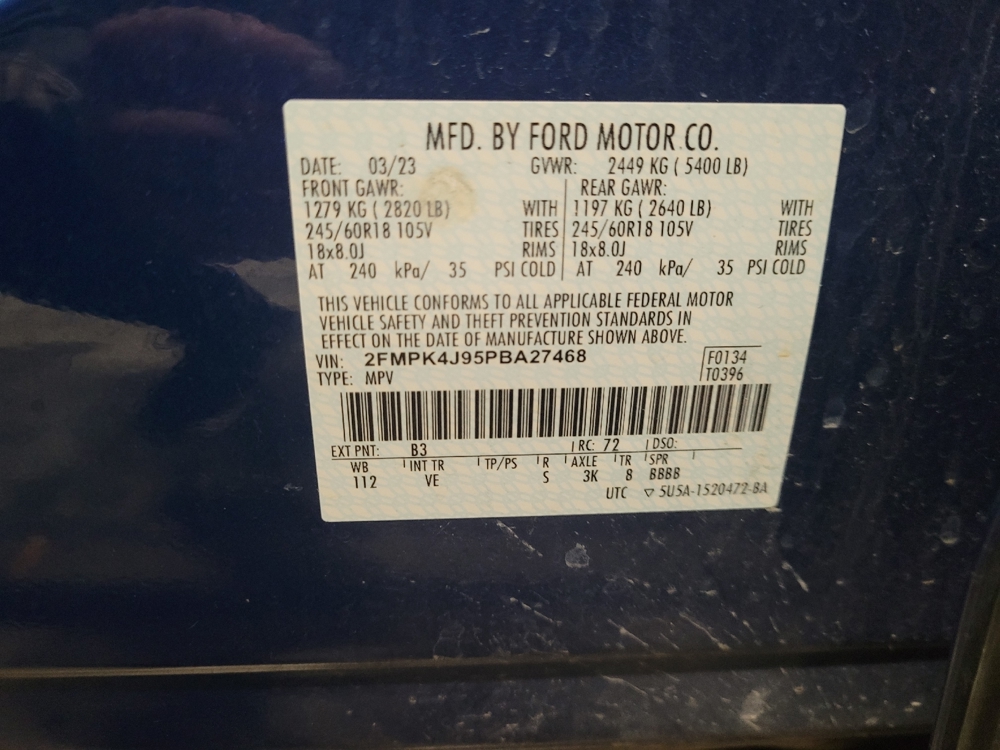 MFD. BY FORD MOTOR CO.
DATE: 03/23 GVWR: 2449 KG ( 5400 LB)
FRONT GAWR: REAR GAWR:
1279 KG ( 2820 LB) WITH 1197 KG ( 2640 LB) WITH
245/60R18 105V TIRES 245/60R18 105V TIRES
18x8.0J RIMS 18x8.0J RIMS
AT 240 kPa/ 35 PSI COLD AT 240 kPa/ 35 PSI COLD
THIS VEHICLE CONFORMS TO ALL APPLICABLE FEDERAL MOTOR
VEHICLE SAFETY AND THEFT PREVENTION STANDARDS IN
EFFECT ON THE DATE OF MANUFACTURE SHOWN ABOVE.
VIN: 2FMPK4J95PBA27468 F0134
TYPE: MPV T0396
EXT PNT: B3 RC: 72 DSO:
WB INT TR TP/PS R AXLE TR SPR
112 VE S 3K 8 BBBB
UTC ▽ 5U5A-1520472-BA